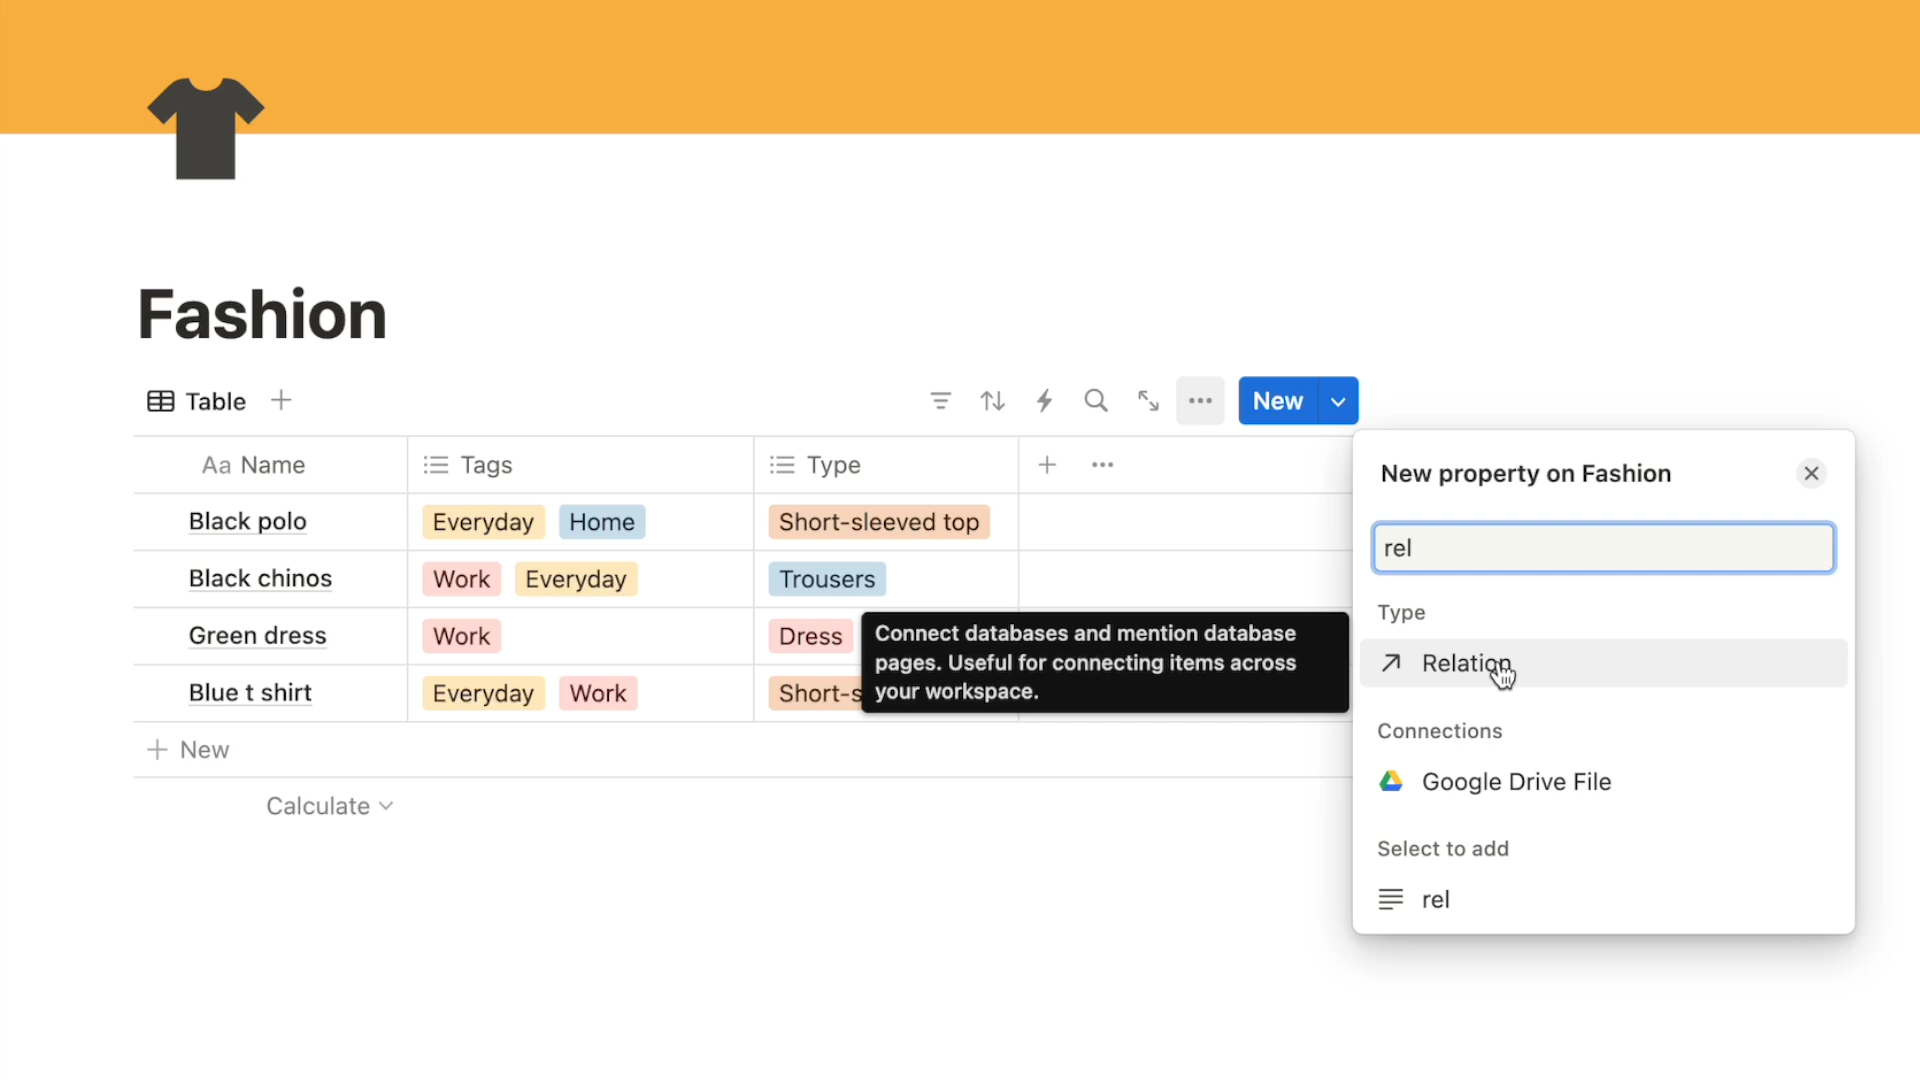 Fashion
Table
New
Aa Name Tags Type
Black polo Everyday Home Short-sleeved top
Black chinos Work Everyday Trousers
Green dress Work Dress
Blue t shirt Everyday Work Short-s
New
Calculate
Connect databases and mention database
pages. Useful for connecting items across
your workspace.
New property on Fashion
rel
Type
Relation
Connections
Google Drive File
Select to add
rel